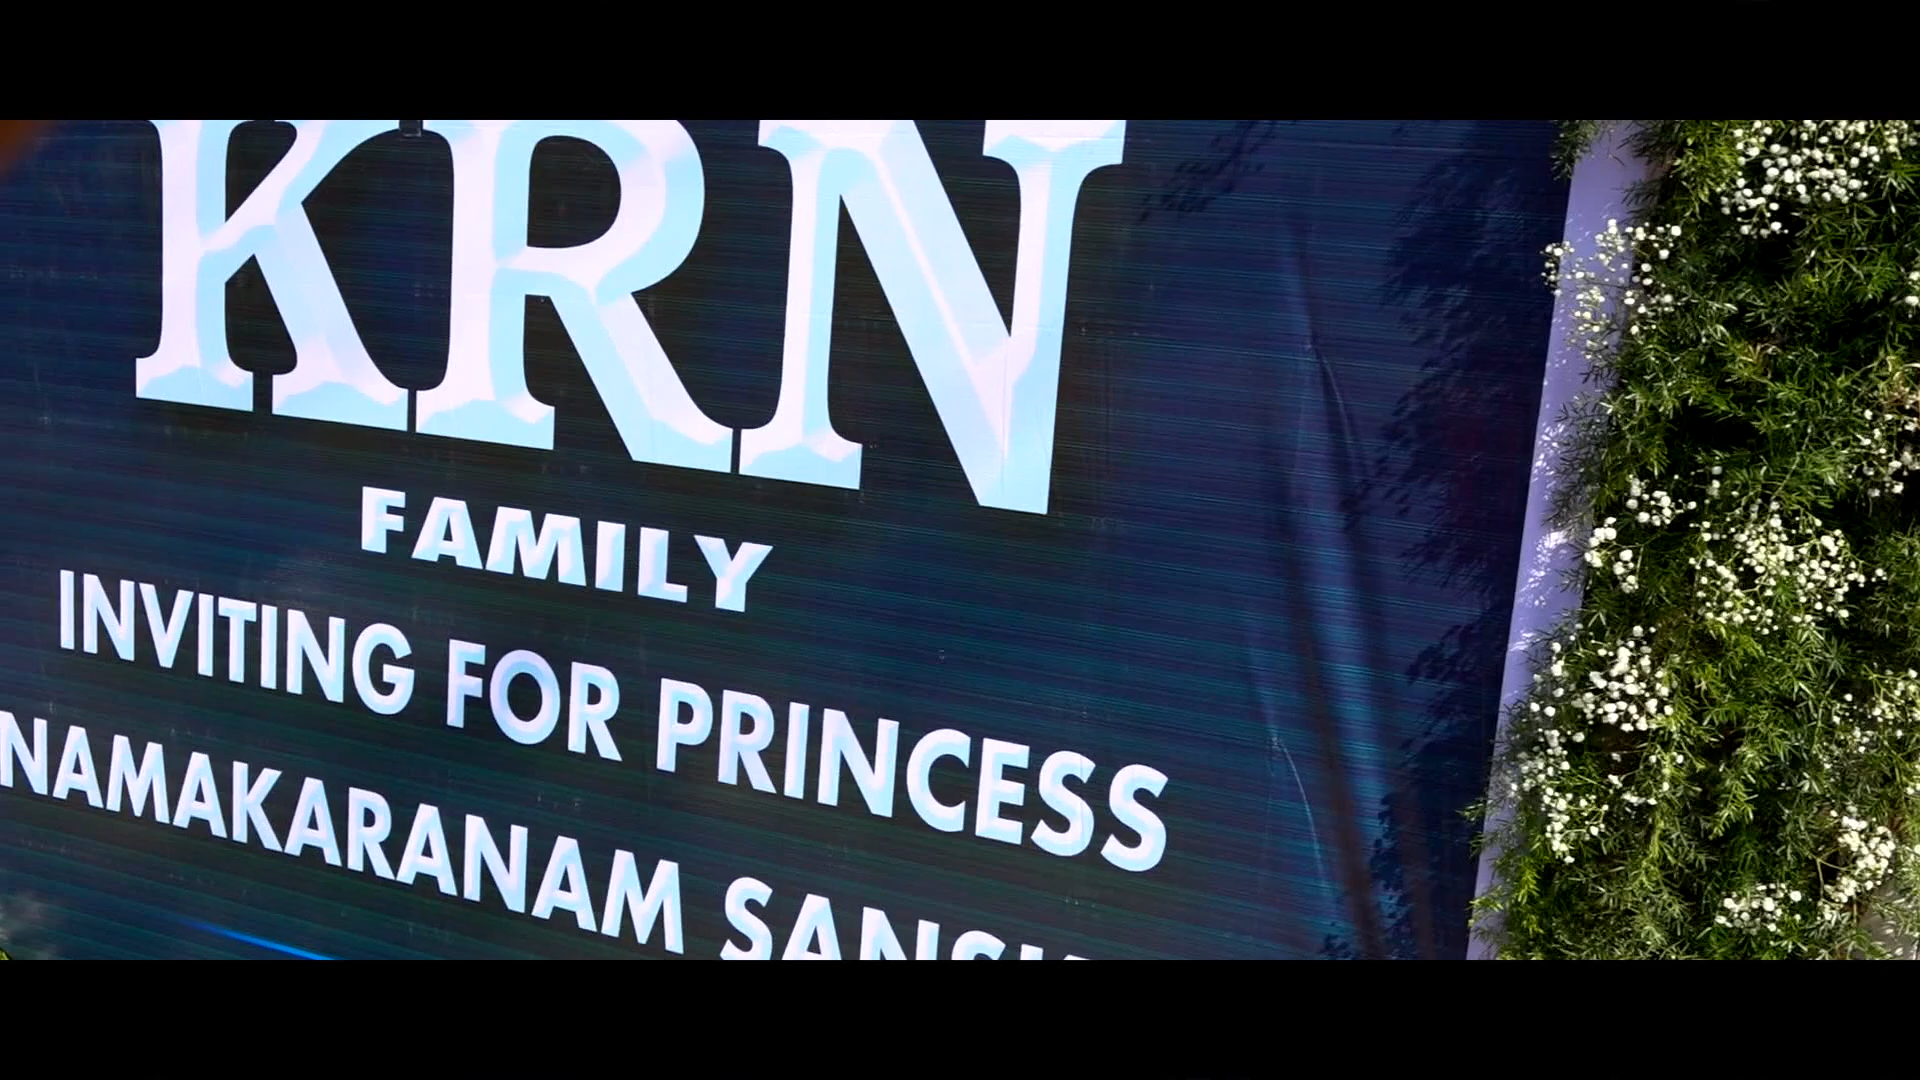 KRN
FAMILY
INVITING FOR PRINCESS
NAMAKARANAM